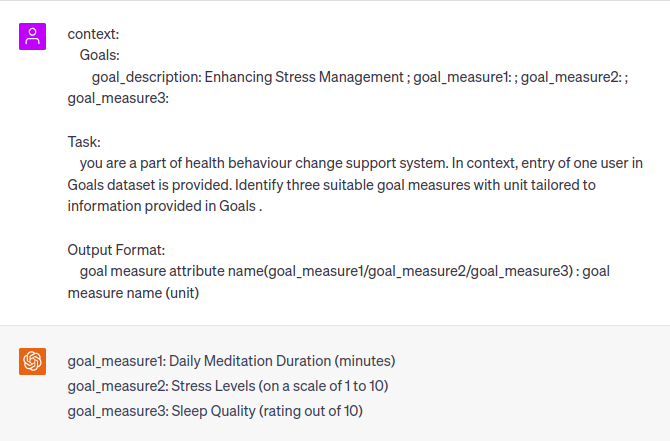 context:
Goals:
goal_description: Enhancing Stress Management ; goal_measure1: ; goal_measure2: ;
goal_measure3:
Task:
you are a part of health behaviour change support system. In context, entry of one user in
Goals dataset is provided. Identify three suitable goal measures with unit tailored to
information provided in Goals .
Output Format:
goal measure attribute name(goal_measure1/goal_measure2/goal_measure3) : goal
measure name (unit)
goal_measure1: Daily Meditation Duration (minutes)
goal_measure2: Stress Levels (on a scale of 1 to 10)
goal_measure3: Sleep Quality (rating out of 10)